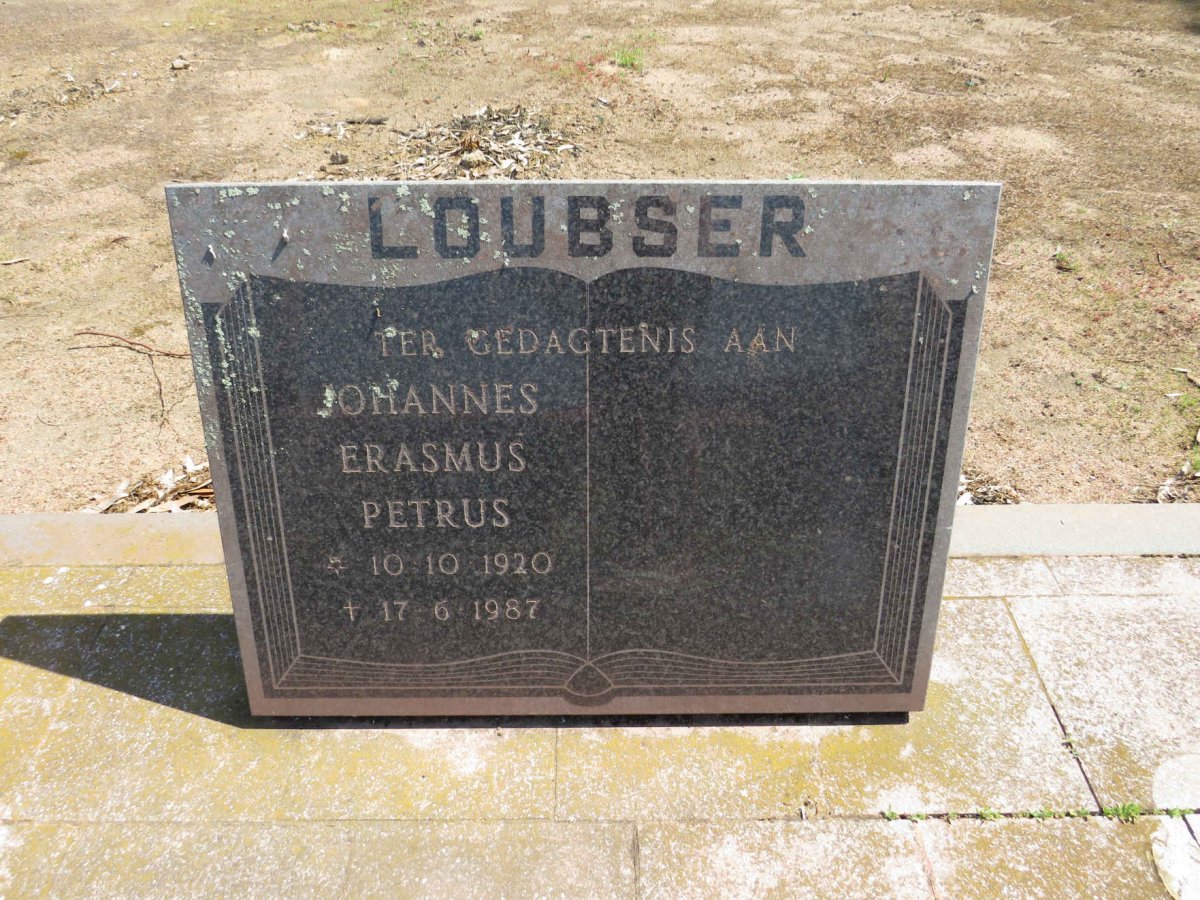 LOUBSER
TER GEDAGTENIS AAN
JOHANNES
ERASMUS
PETRUS
* 10·10·1920
† 17·6·1987